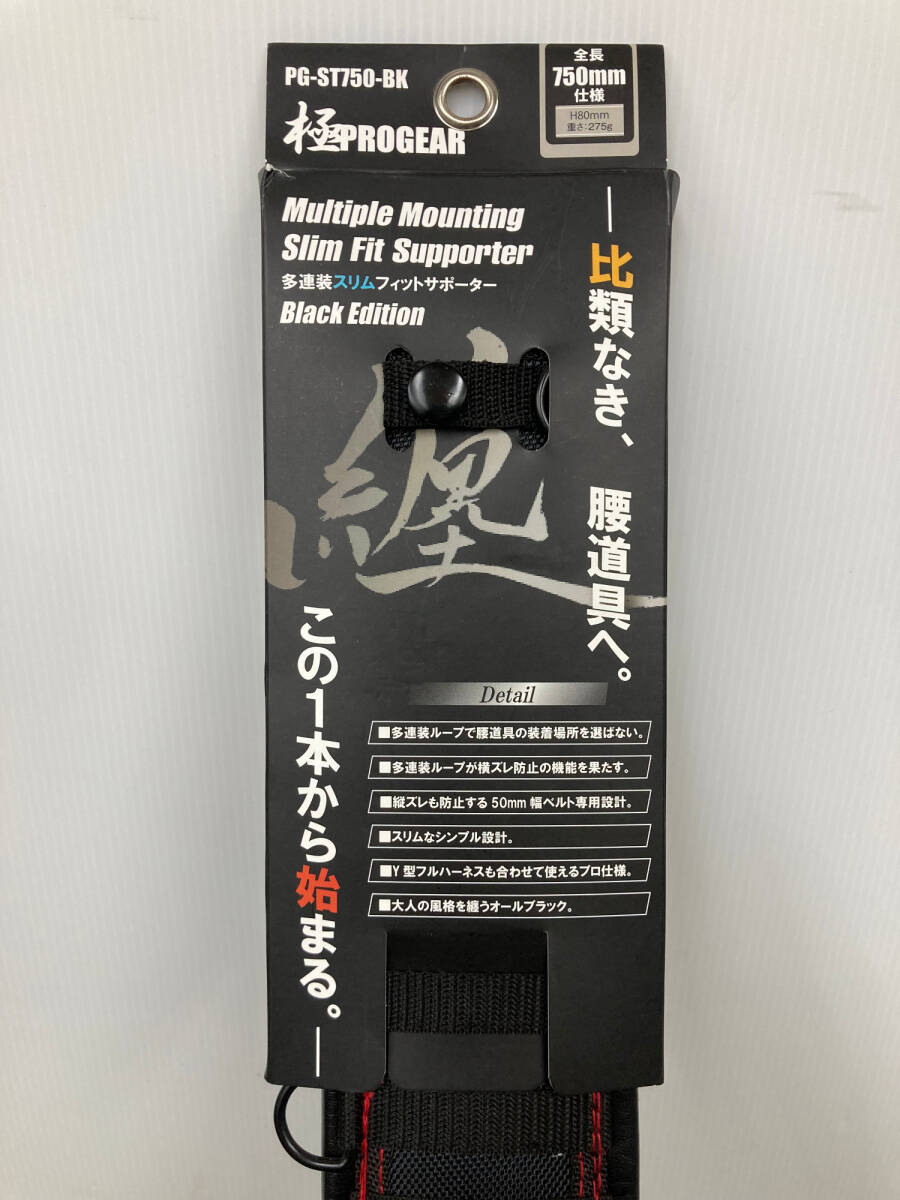 PG-ST750-BK
極PROGEAR
全長
750mm
仕様
H80mm
重さ:275g
Multiple Mounting
Slim Fit Supporter
多連装スリムフィットサポーター
Black Edition
比類なき、腰道具へ。
纏
この1本から始まる。
Detail
■多連装ループで腰道具の装着場所を選ばない。
■多連装ループが横ズレ防止の機能を果たす。
■縦ズレも防止する50mm幅ベルト専用設計。
■スリムなシンプル設計。
■Y型フルハーネスも合わせて使えるプロ仕様。
■大人の風格を纏うオールブラック。